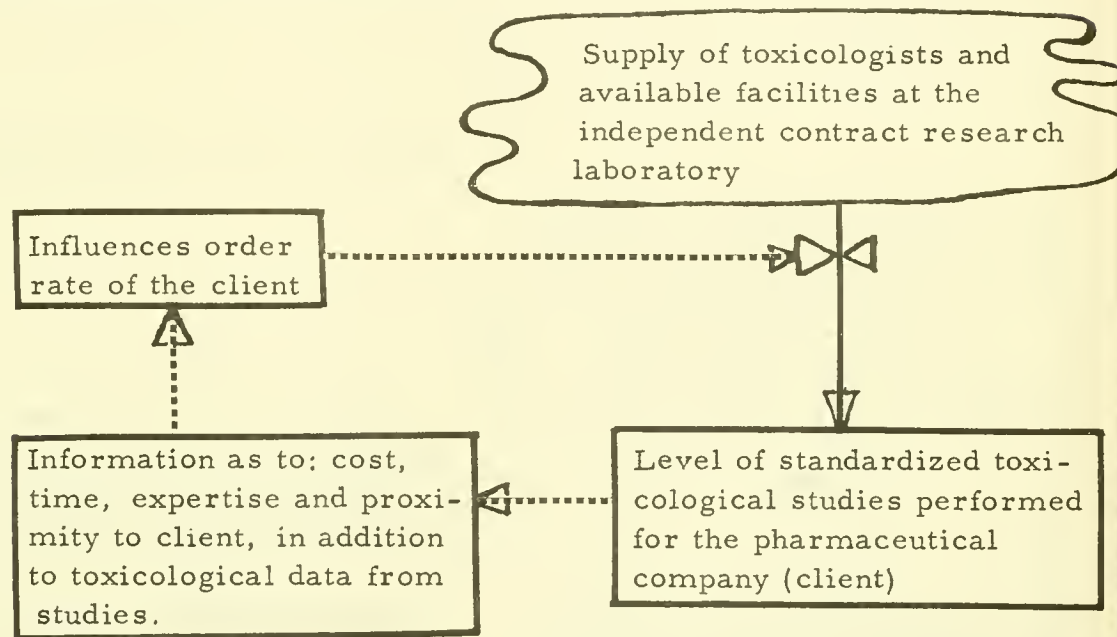 Supply of toxicologists and
available facilities at the
independent contract research
laboratory
Influences order
rate of the client
Information as to: cost,
time, expertise and proxi-
mity to client, in addition
to toxicological data from
studies.
Level of standardized toxi-
cological studies performed
for the pharmaceutical
company (client)